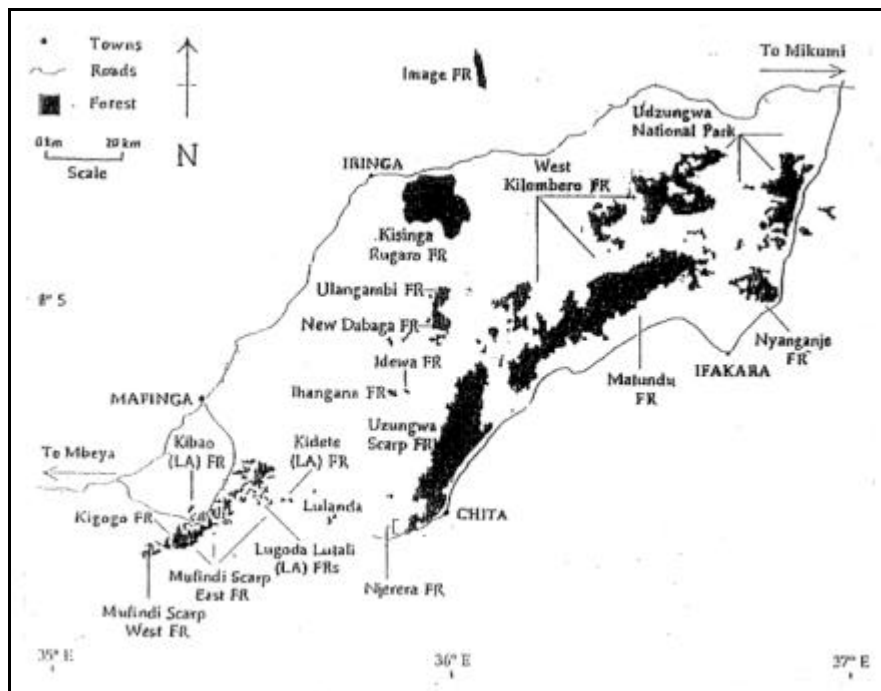 Towns
Roads
Forest
20 km
Scale
N
Image FR
To Mikumi
Udzungwa
National Park
West
Kilombero FR
IRINGA
Kisinga
Rugaro FR
8° S
Ulangambi FR
New Dabaga FR
Idewa FR
Ihangana FR
Nyanganje
FR
IFAKARA
Matundu
FR
MAFINGA
Uzungwa
Scarp FR
To Mbeya
Kibao
(LA) FR
Kidete
(LA) FR
Lulanda
CHITA
Kigogo FR
Lugoda Lutali
(LA) FRs
Mufindi Scarp
East FR
Njerera FR
Mufindi Scarp
West FR
35° E
36° E
37° E